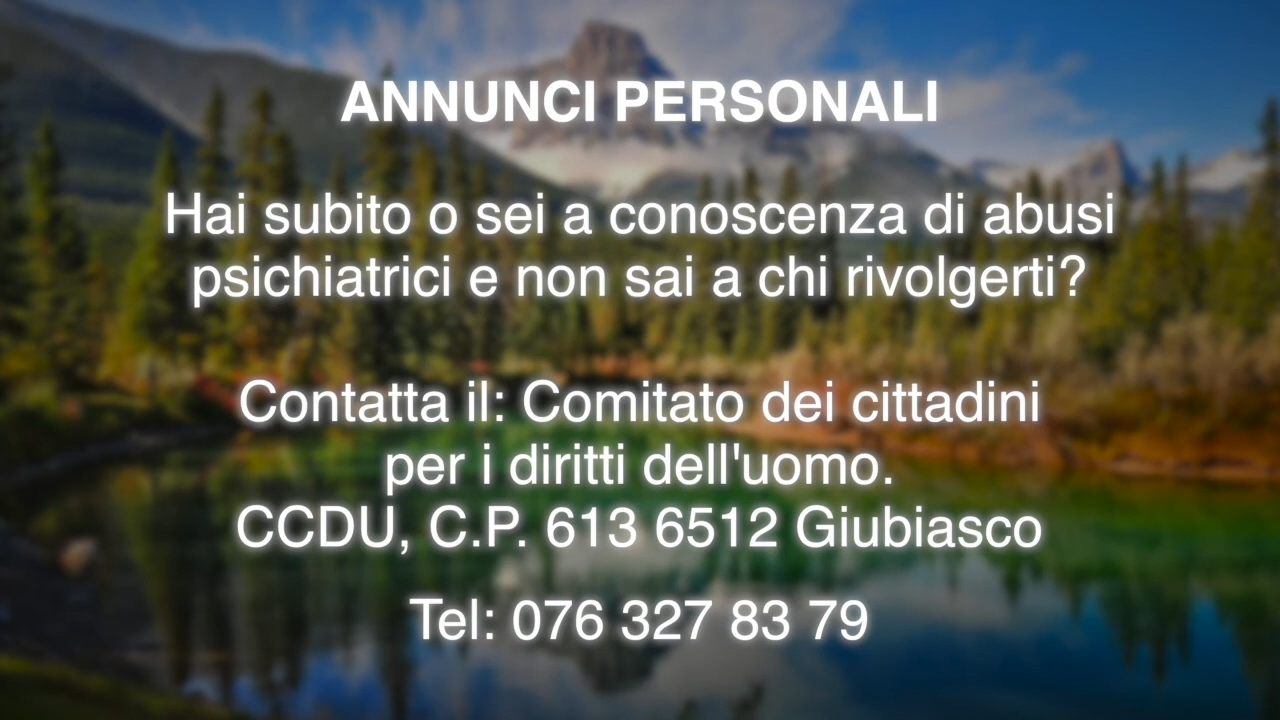 ANNUNCI PERSONALI
Hai subito o sei a conoscenza di abusi
psichiatrici e non sai a chi rivolgerti?
Contatta il: Comitato dei cittadini
per i diritti dell'uomo.
CCDU, C.P. 613 6512 Giubiasco
Tel: 076 327 83 79